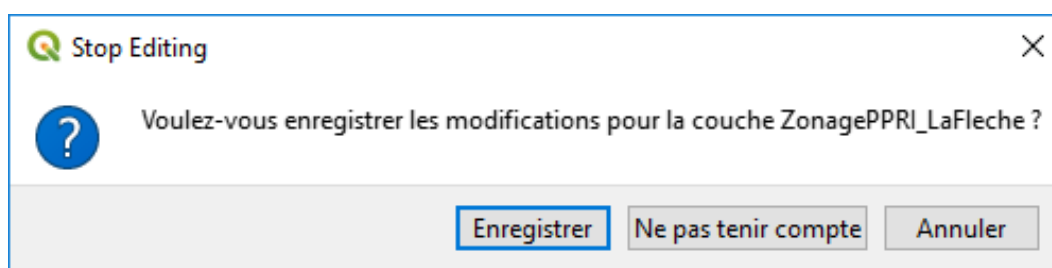 Stop Editing
Voulez-vous enregistrer les modifications pour la couche ZonagePPRI_LaFleche ?
Enregistrer Ne pas tenir compte Annuler